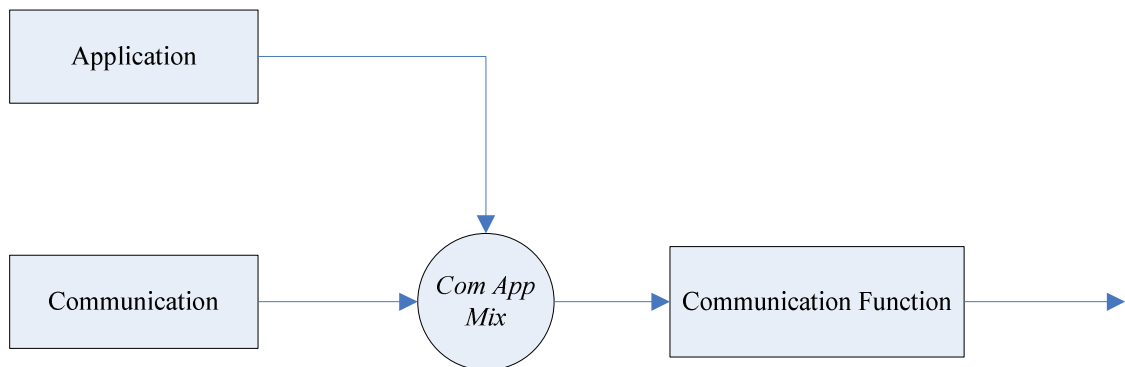 Application
Communication
Com App
Mix
Communication Function